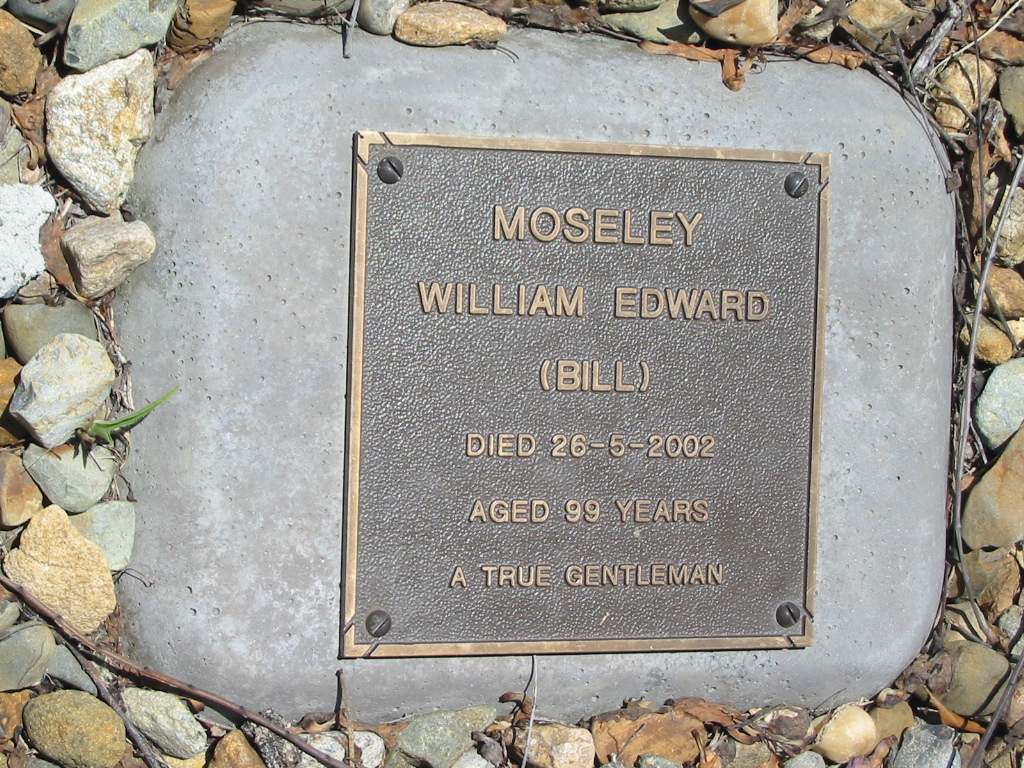 MOSELEY
WILLIAM EDWARD
(BILL)
DIED 26-5-2002
AGED 99 YEARS
A TRUE GENTLEMAN